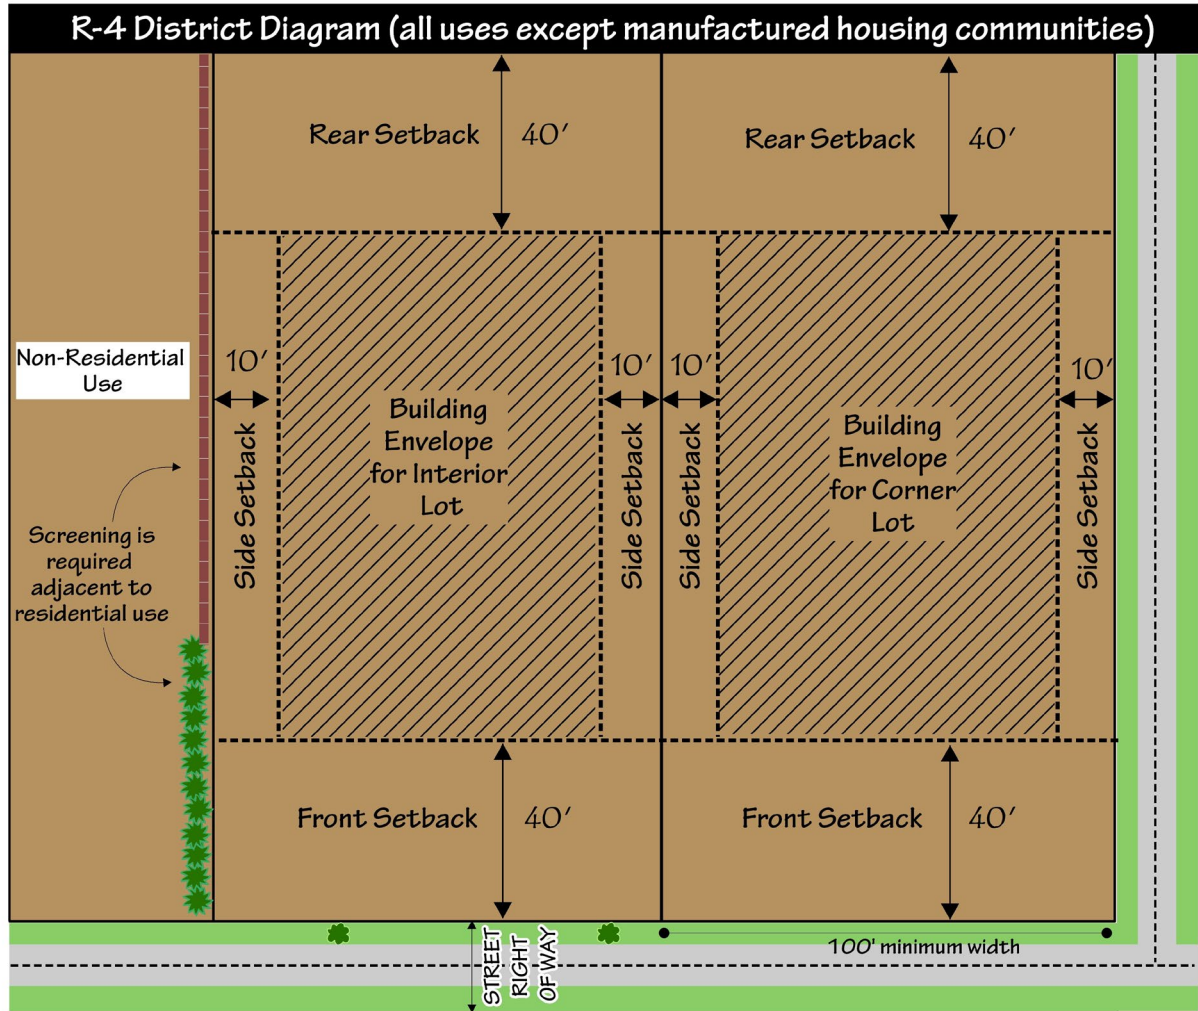 R-4 District Diagram (all uses except manufactured housing communities)
Rear Setback 40'
Rear Setback 40'
Non-Residential
Use
10'
10'
10'
10'
Side Setback
Building
Envelope
for Interior
Lot
Side Setback
Side Setback
Building
Envelope
for Corner
Lot
Side Setback
Screening is
required
adjacent to
residential use
Front Setback 40'
Front Setback 40'
STREET
RIGHT
OF WAY
100' minimum width